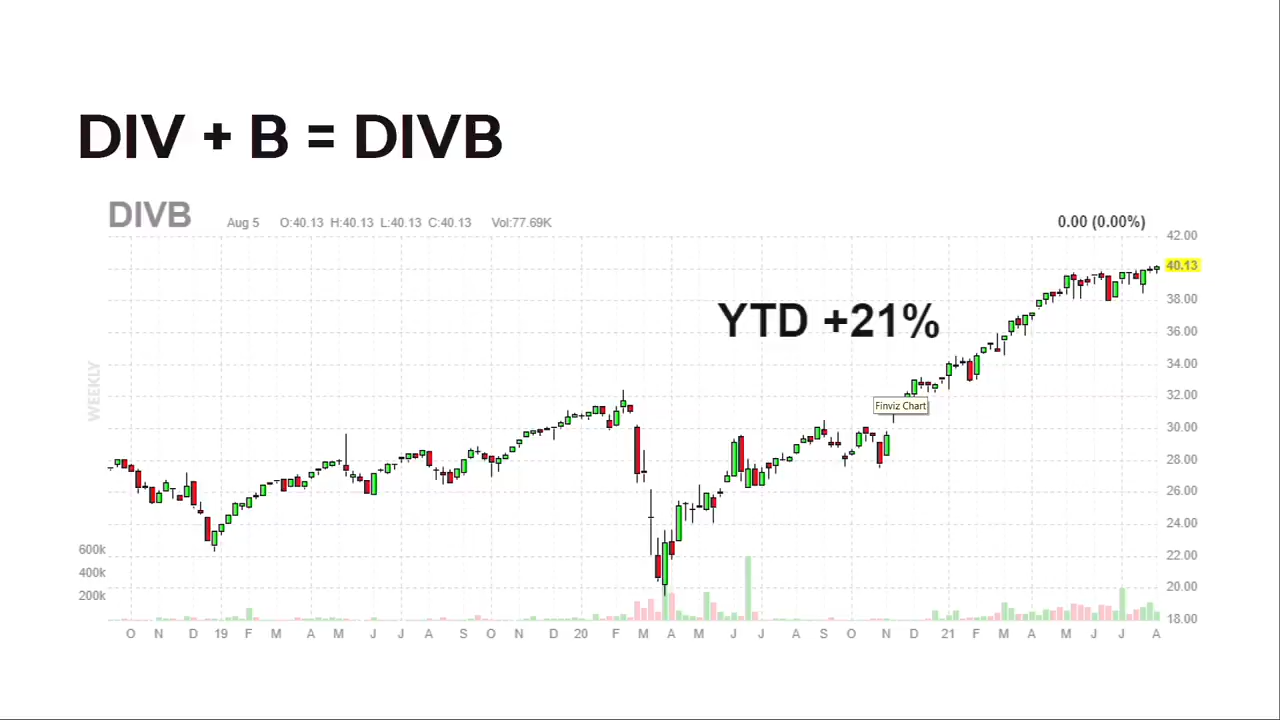 DIV + B = DIVB
DIVB Aug 5 O:40.13 H:40.13 L:40.13 C:40.13 Vol:77.69K 0.00 (0.00%)
42.00
40.13
YTD +21%
38.00
36.00
34.00
WEEKLY
32.00
Finviz Chart
30.00
28.00
26.00
24.00
600k 22.00
400k
20.00
200k
18.00
O N D 19 F M A M J J A S O N D 20 F M A M J J A S O N D 21 F M A M J J A